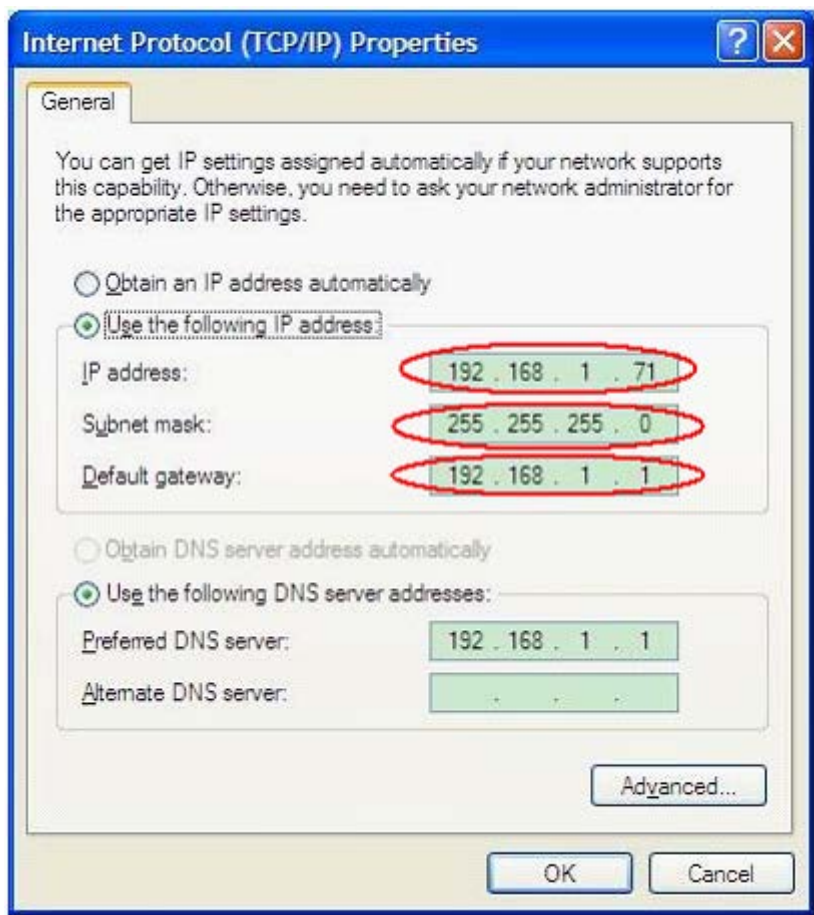 Internet Protocol (TCP/IP) Properties
General
You can get IP settings assigned automatically if your network supports
this capability. Otherwise, you need to ask your network administrator for
the appropriate IP settings.
Obtain an IP address automatically
Use the following IP address:
IP address: 192 . 168 . 1 . 71
Subnet mask: 255 . 255 . 255 . 0
Default gateway: 192 . 168 . 1 . 1
Obtain DNS server address automatically
Use the following DNS server addresses:
Preferred DNS server: 192 . 168 . 1 . 1
Alternate DNS server: . . .
Advanced...
OK Cancel